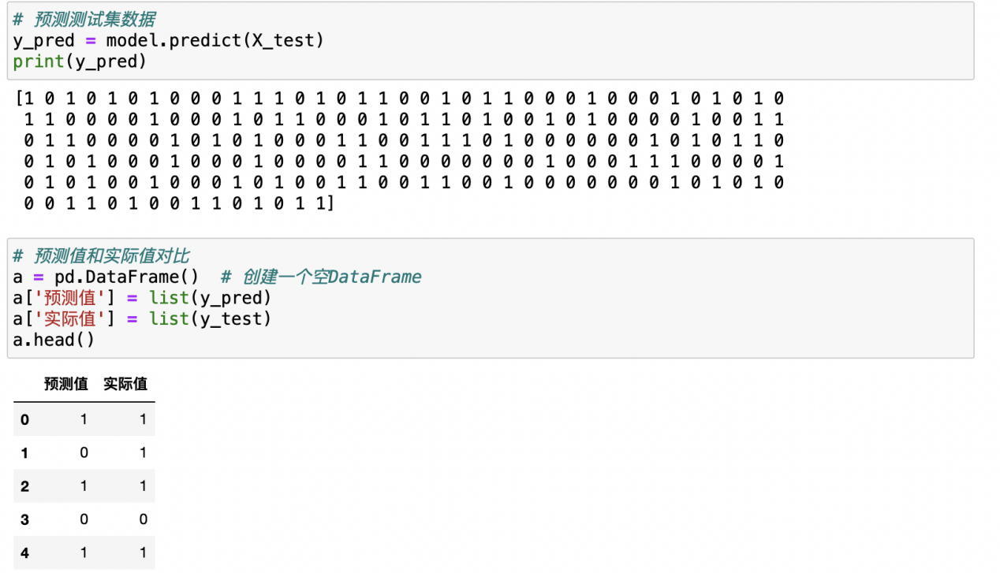 # 预测测试集数据
y_pred = model.predict(X_test)
print(y_pred)
[1 0 1 0 1 0 1 0 0 0 1 1 1 0 1 0 1 1 0 0 1 0 1 1 0 0 0 1 0 0 0 1 0 1 0 1 0
1 1 0 0 0 0 1 0 0 0 1 0 1 1 0 0 0 1 0 1 1 0 1 0 0 1 0 1 0 0 0 0 1 0 0 1 1
0 1 1 0 0 0 0 1 0 1 0 1 0 0 0 1 1 0 0 1 1 1 0 1 0 0 0 0 0 0 1 0 1 0 1 1 0
0 1 0 1 0 0 0 1 0 0 0 1 0 0 0 0 1 1 0 0 0 0 0 0 0 1 0 0 0 1 1 1 0 0 0 0 1
0 1 0 1 0 0 1 0 0 0 1 0 1 0 0 1 1 0 0 1 1 0 0 1 0 0 0 0 0 0 0 1 0 1 0 1 0
0 0 1 1 0 1 0 0 1 1 0 1 0 1 1]
# 预测值和实际值对比
a = pd.DataFrame()  # 创建一个空DataFrame
a['预测值'] = list(y_pred)
a['实际值'] = list(y_test)
a.head()
预测值 实际值
0 1 1
1 0 1
2 1 1
3 0 0
4 1 1